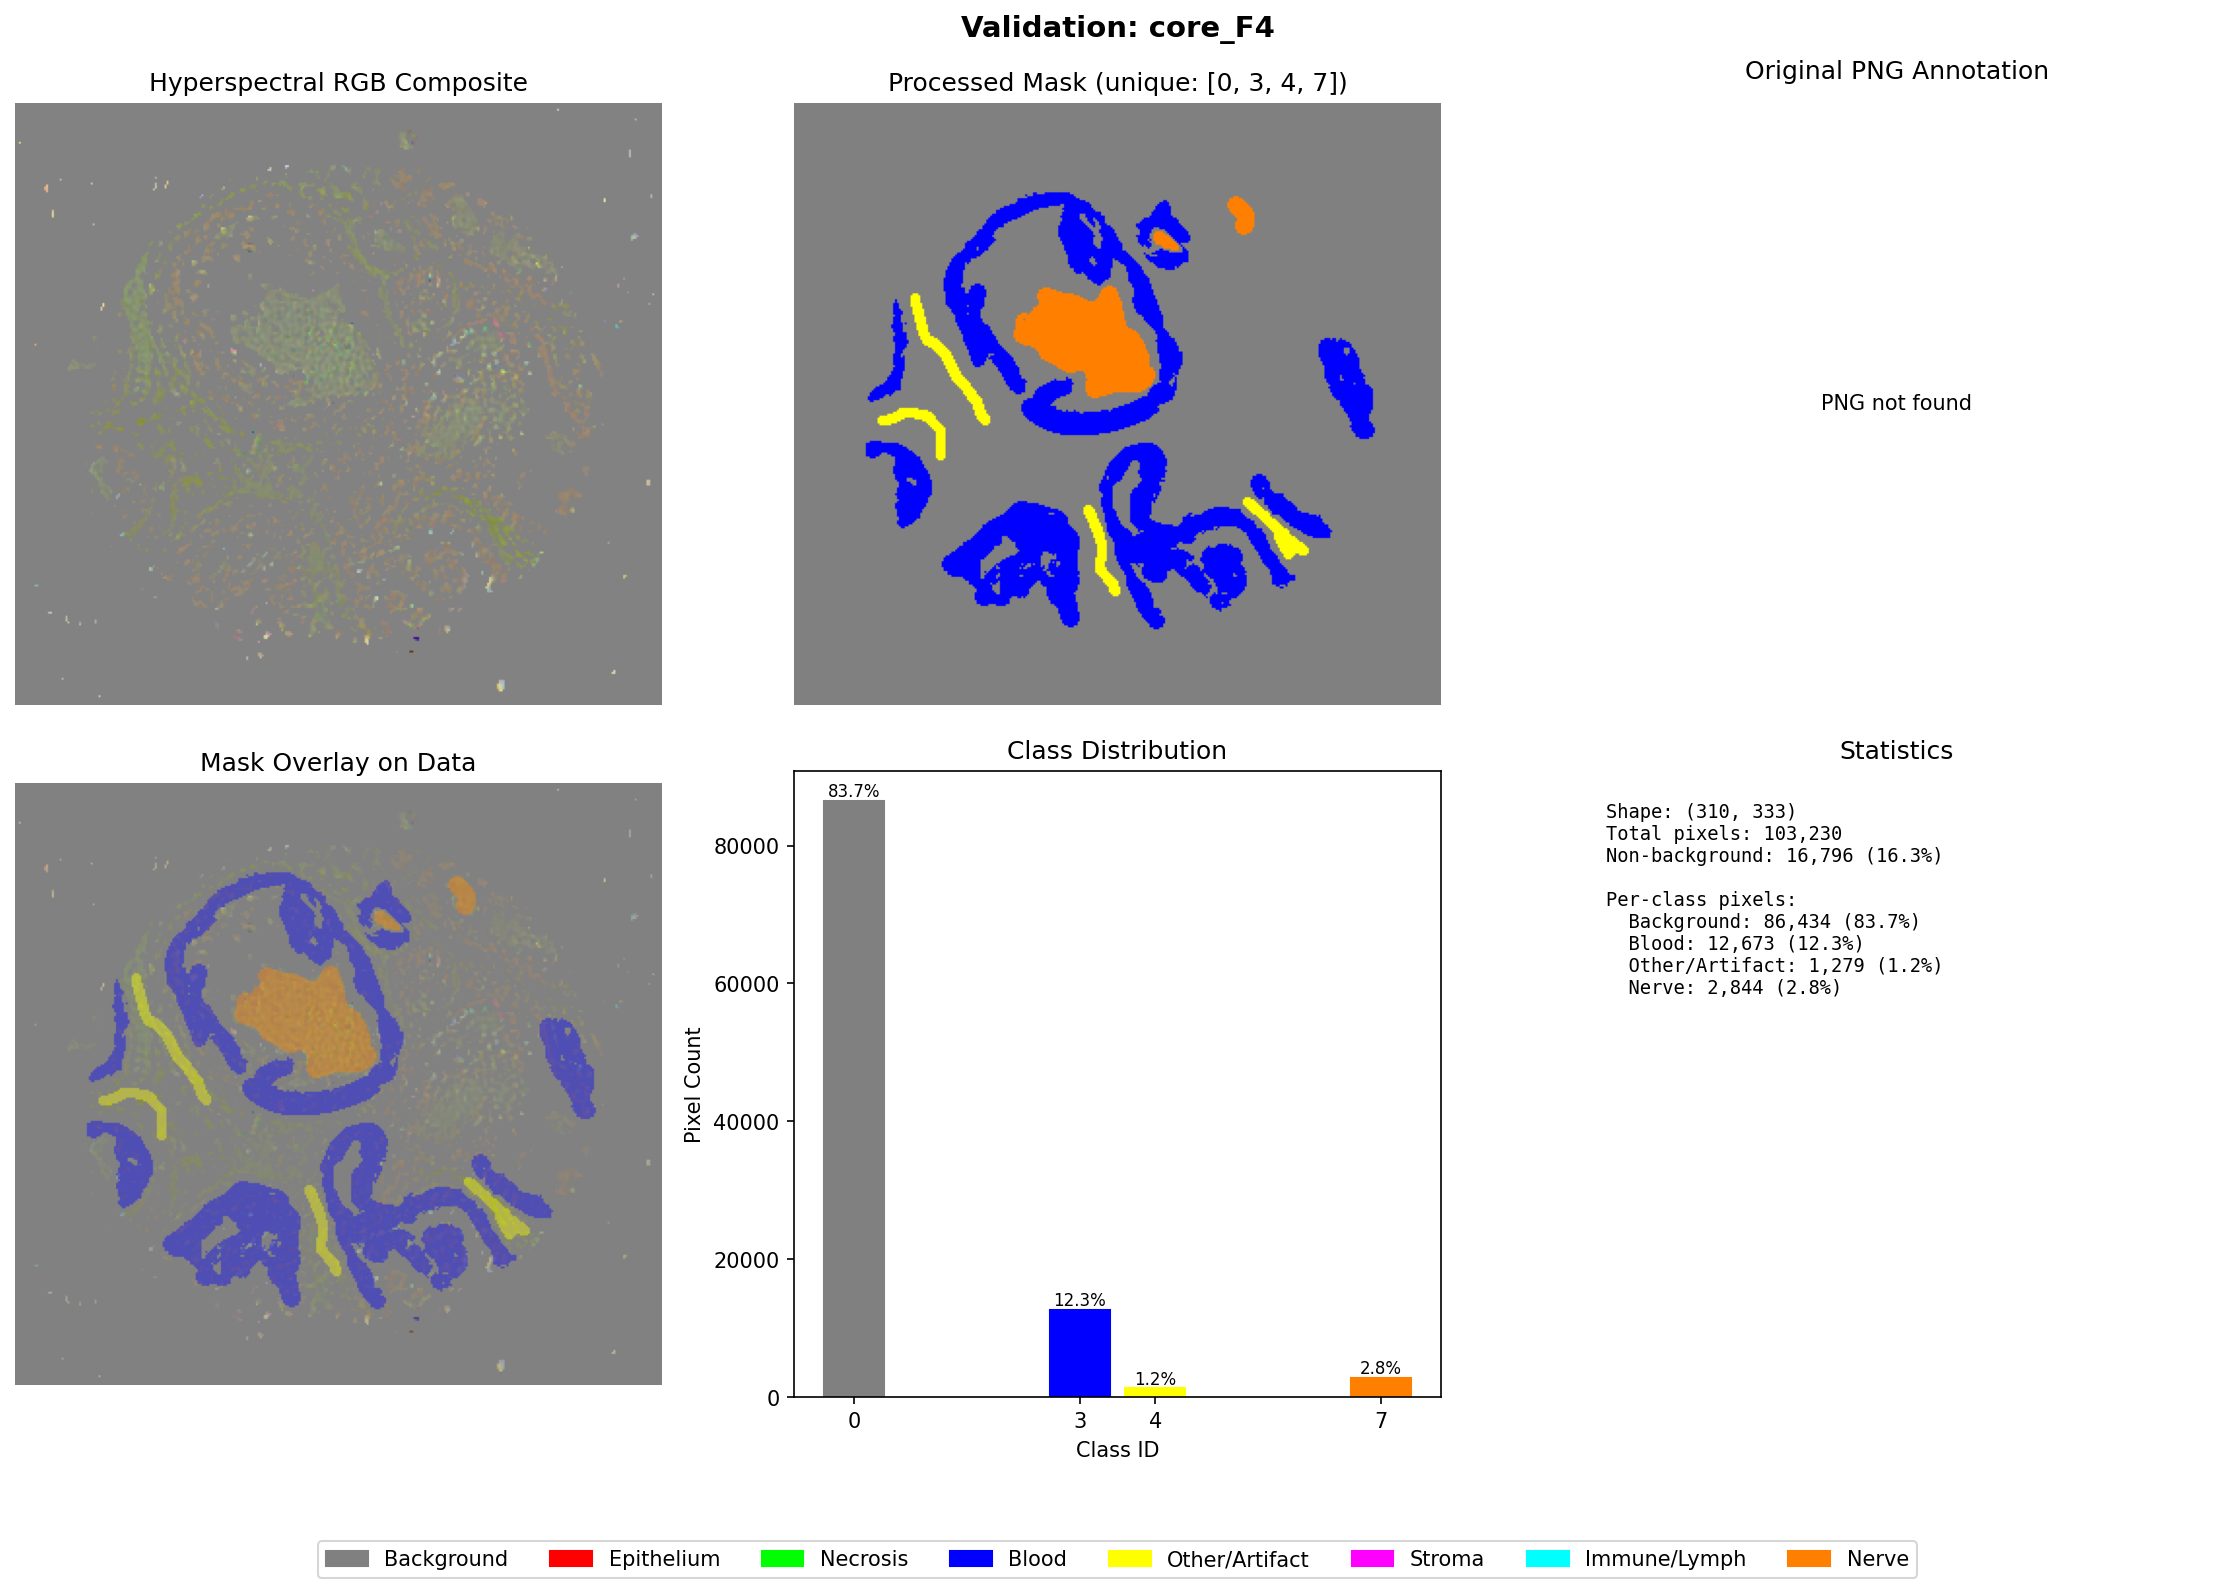 Validation: core_F4
Hyperspectral RGB Composite
Processed Mask (unique: [0, 3, 4, 7])
Original PNG Annotation
PNG not found
Mask Overlay on Data
Class Distribution
83.7%
12.3%
1.2%
2.8%
80000
60000
40000
20000
0
Pixel Count
0 3 4 7
Class ID
Statistics
Shape: (310, 333)
Total pixels: 103,230
Non-background: 16,796 (16.3%)
Per-class pixels:
Background: 86,434 (83.7%)
Blood: 12,673 (12.3%)
Other/Artifact: 1,279 (1.2%)
Nerve: 2,844 (2.8%)
Background Epithelium Necrosis Blood Other/Artifact Stroma Immune/Lymph Nerve